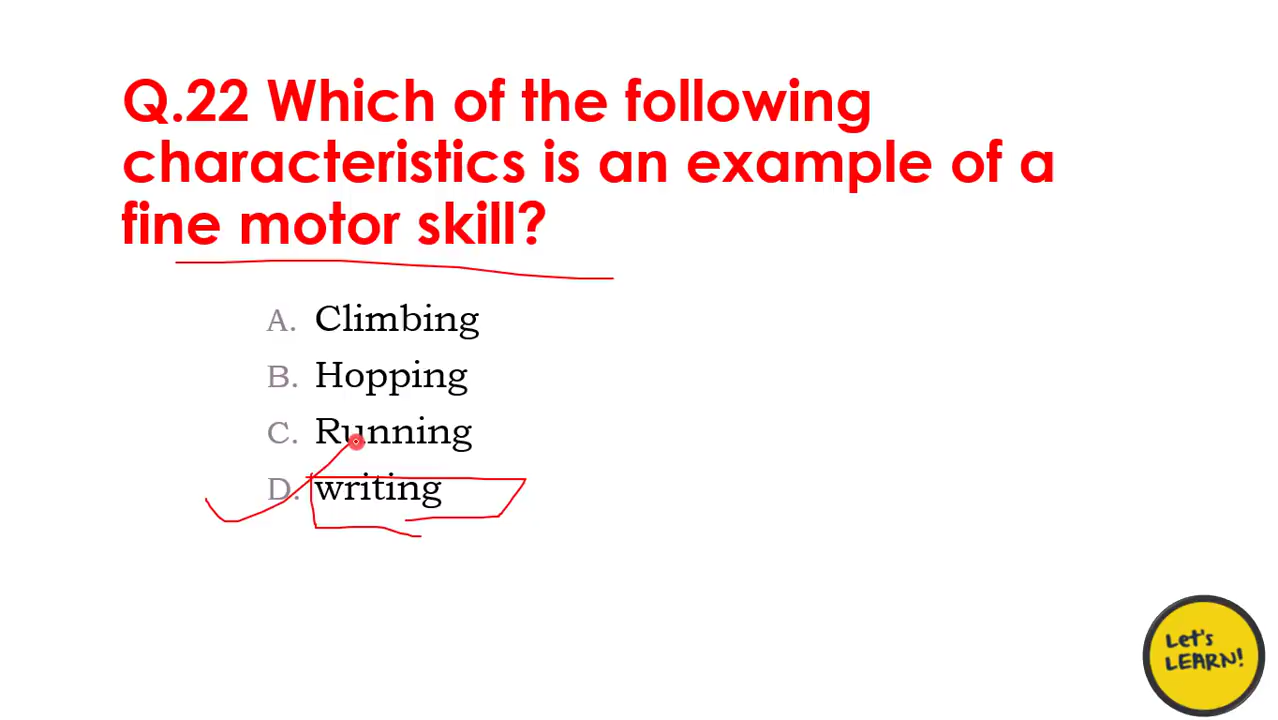 Q.22 Which of the following
characteristics is an example of a
fine motor skill?
A. Climbing
B. Hopping
C. Running
D. writing
Let's
LEARN!